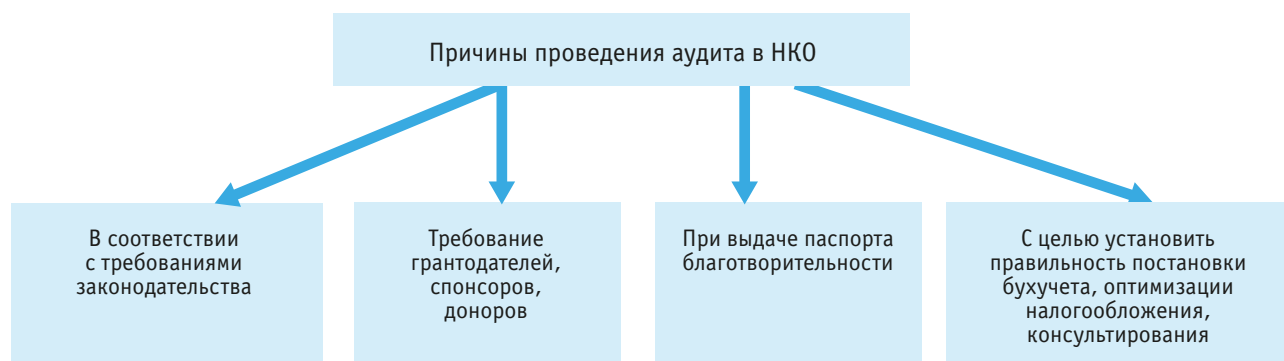 Причины проведения аудита в НКО
В соответствии
с требованиями
законодательства
Требование
грантодателей,
спонсоров,
доноров
При выдаче паспорта
благотворительности
С целью установить
правильность постановки
бухучета, оптимизации
налогообложения,
консультирования